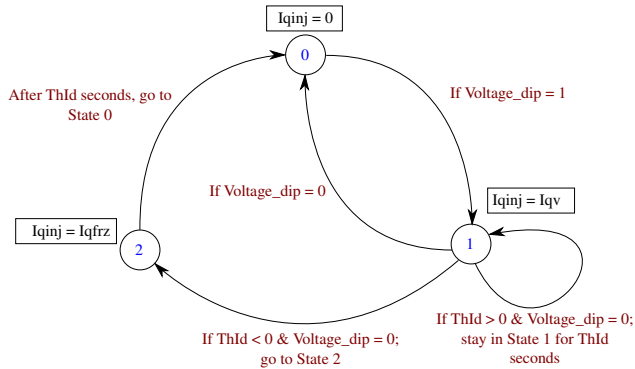 Iqinj = 0
0
After ThId seconds, go to
State 0
If Voltage_dip = 1
If Voltage_dip = 0
Iqinj = Iqv
Iqinj = Iqfrz
2
1
If ThId < 0 & Voltage_dip = 0;
go to State 2
If ThId > 0 & Voltage_dip = 0;
stay in State 1 for ThId
seconds